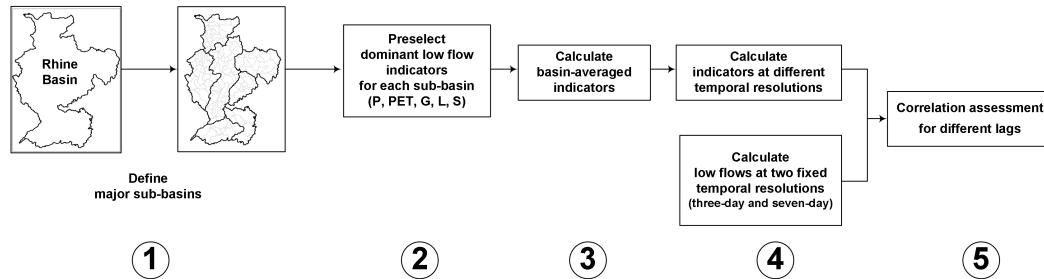 Rhine
Basin
Define
major sub-basins
Preselect
dominant low flow
indicators
for each sub-basin
(P, PET, G, L, S)
Calculate
basin-averaged
indicators
Calculate
indicators at different
temporal resolutions
Calculate
low flows at two fixed
temporal resolutions
(three-day and seven-day)
Correlation assessment
for different lags
1
2
3
4
5